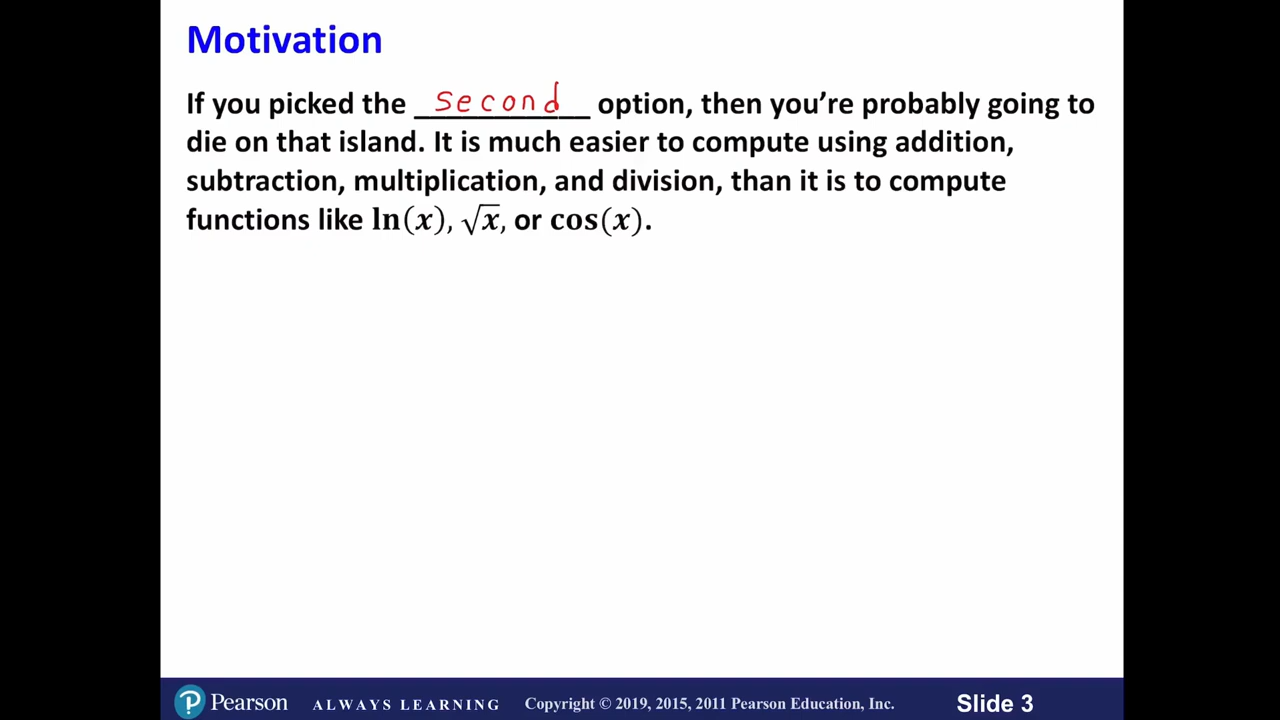 Motivation
If you picked the second option, then you’re probably going to
die on that island. It is much easier to compute using addition,
subtraction, multiplication, and division, than it is to compute
functions like ln(x), √x, or cos(x).
Pearson ALWAYS LEARNING Copyright © 2019, 2015, 2011 Pearson Education, Inc. Slide 3